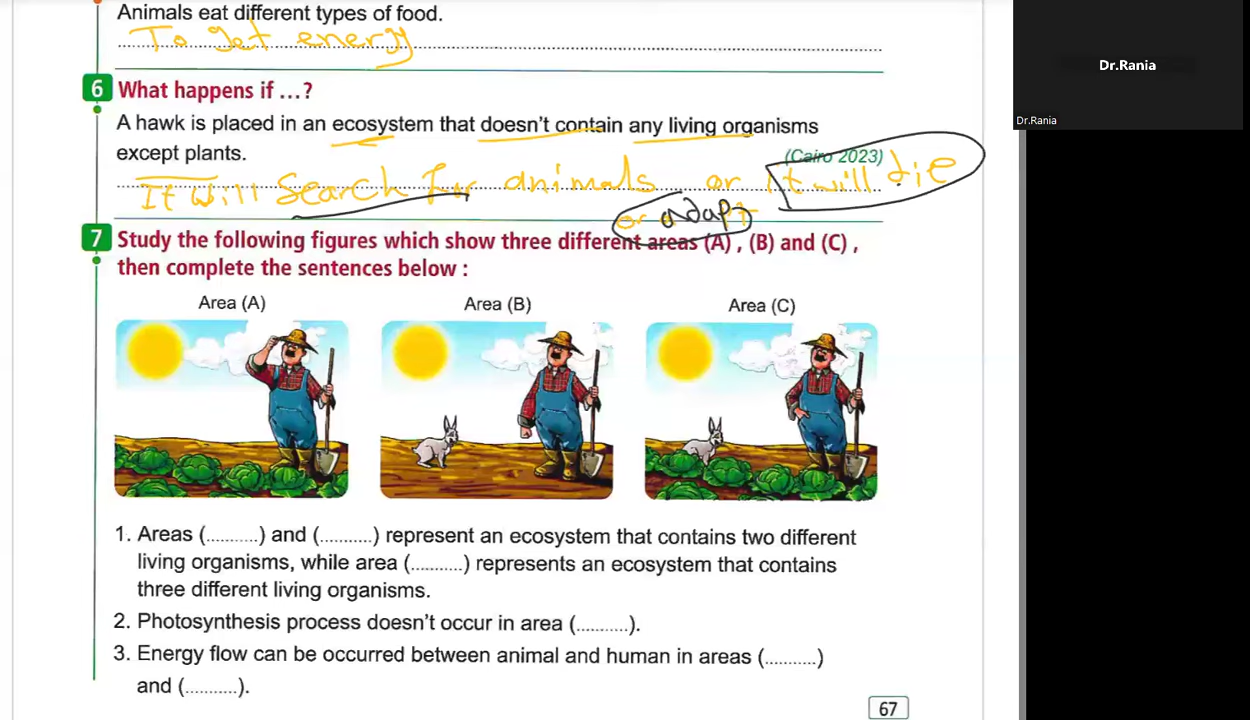 Animals eat different types of food.
To get energy
6 What happens if ...?
A hawk is placed in an ecosystem that doesn't contain any living organisms
except plants.
(Cairo 2023)
It will search for animals or it will die
or adapt
7 Study the following figures which show three different areas (A) , (B) and (C) ,
then complete the sentences below :
Area (A)
Area (B)
Area (C)
1. Areas (..........) and (..........) represent an ecosystem that contains two different
living organisms, while area (..........) represents an ecosystem that contains
three different living organisms.
2. Photosynthesis process doesn't occur in area (..........).
3. Energy flow can be occurred between animal and human in areas (..........)
and (..........).
67
Dr.Rania
Dr.Rania